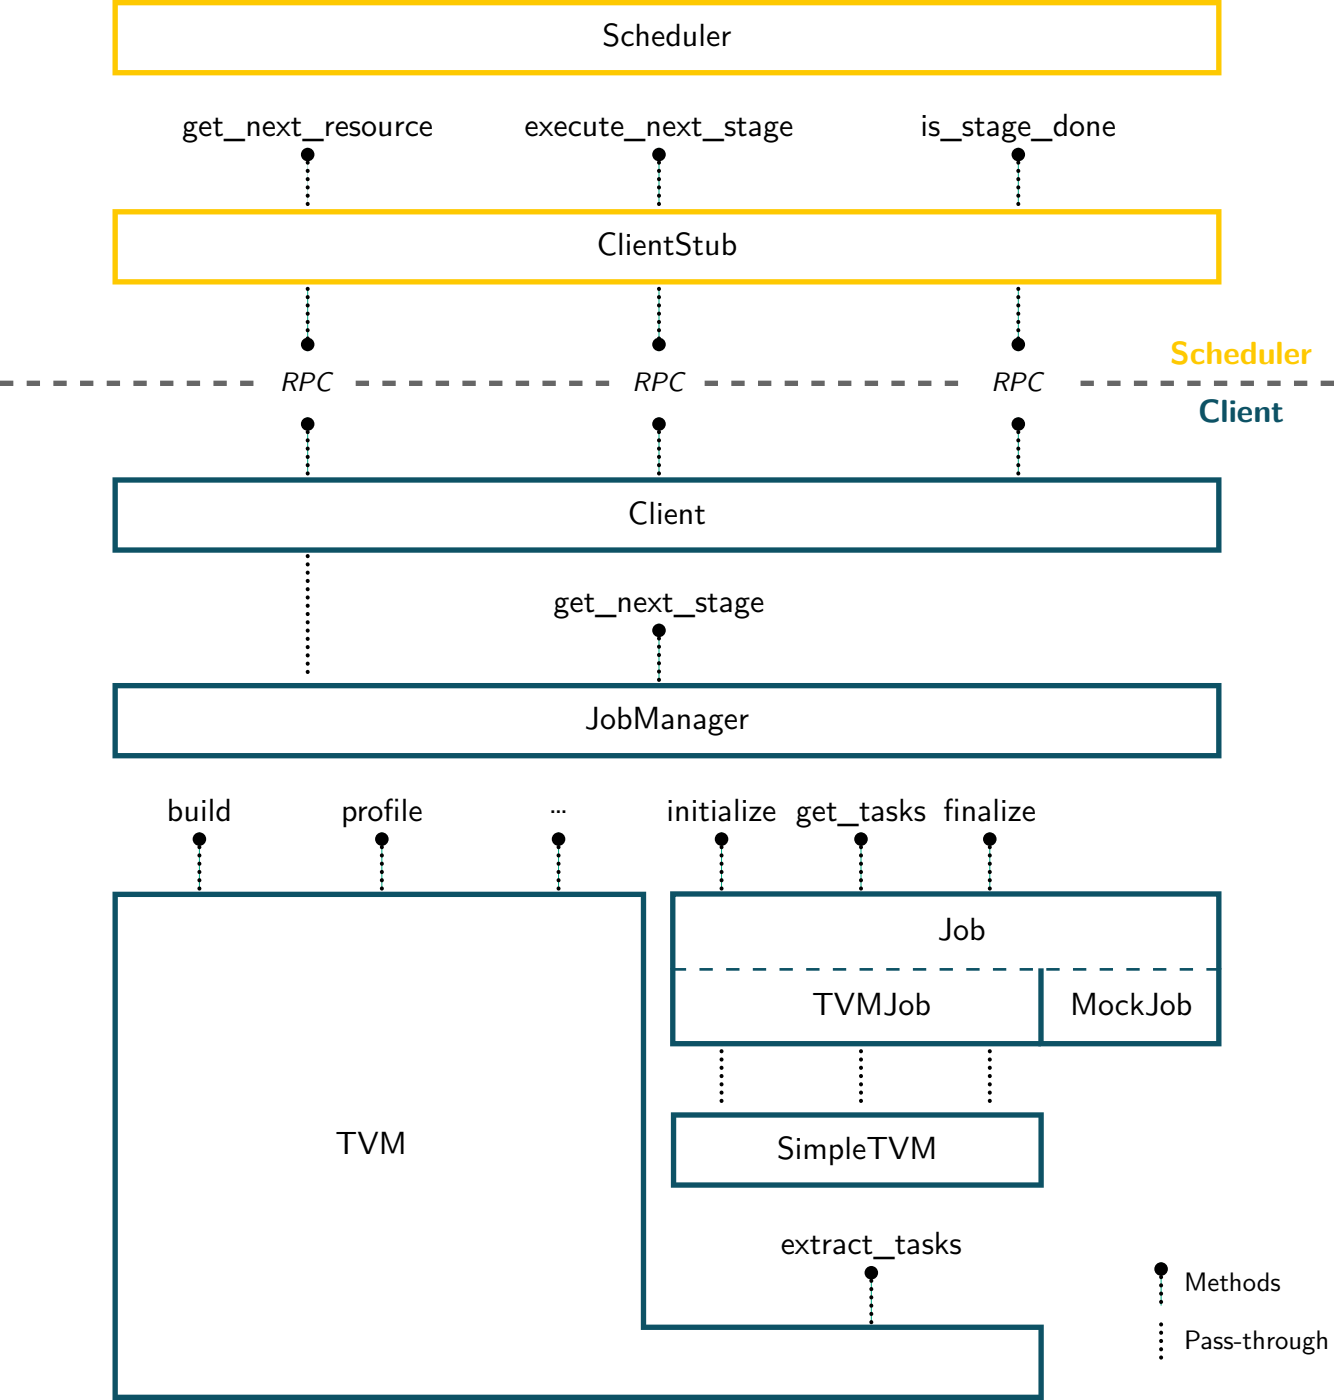 Scheduler
get_next_resource execute_next_stage is_stage_done
ClientStub
Scheduler
RPC RPC RPC
Client
Client
get_next_stage
JobManager
build profile ... initialize get_tasks finalize
Job
TVMJob MockJob
TVM SimpleTVM
extract_tasks
Methods
Pass-through